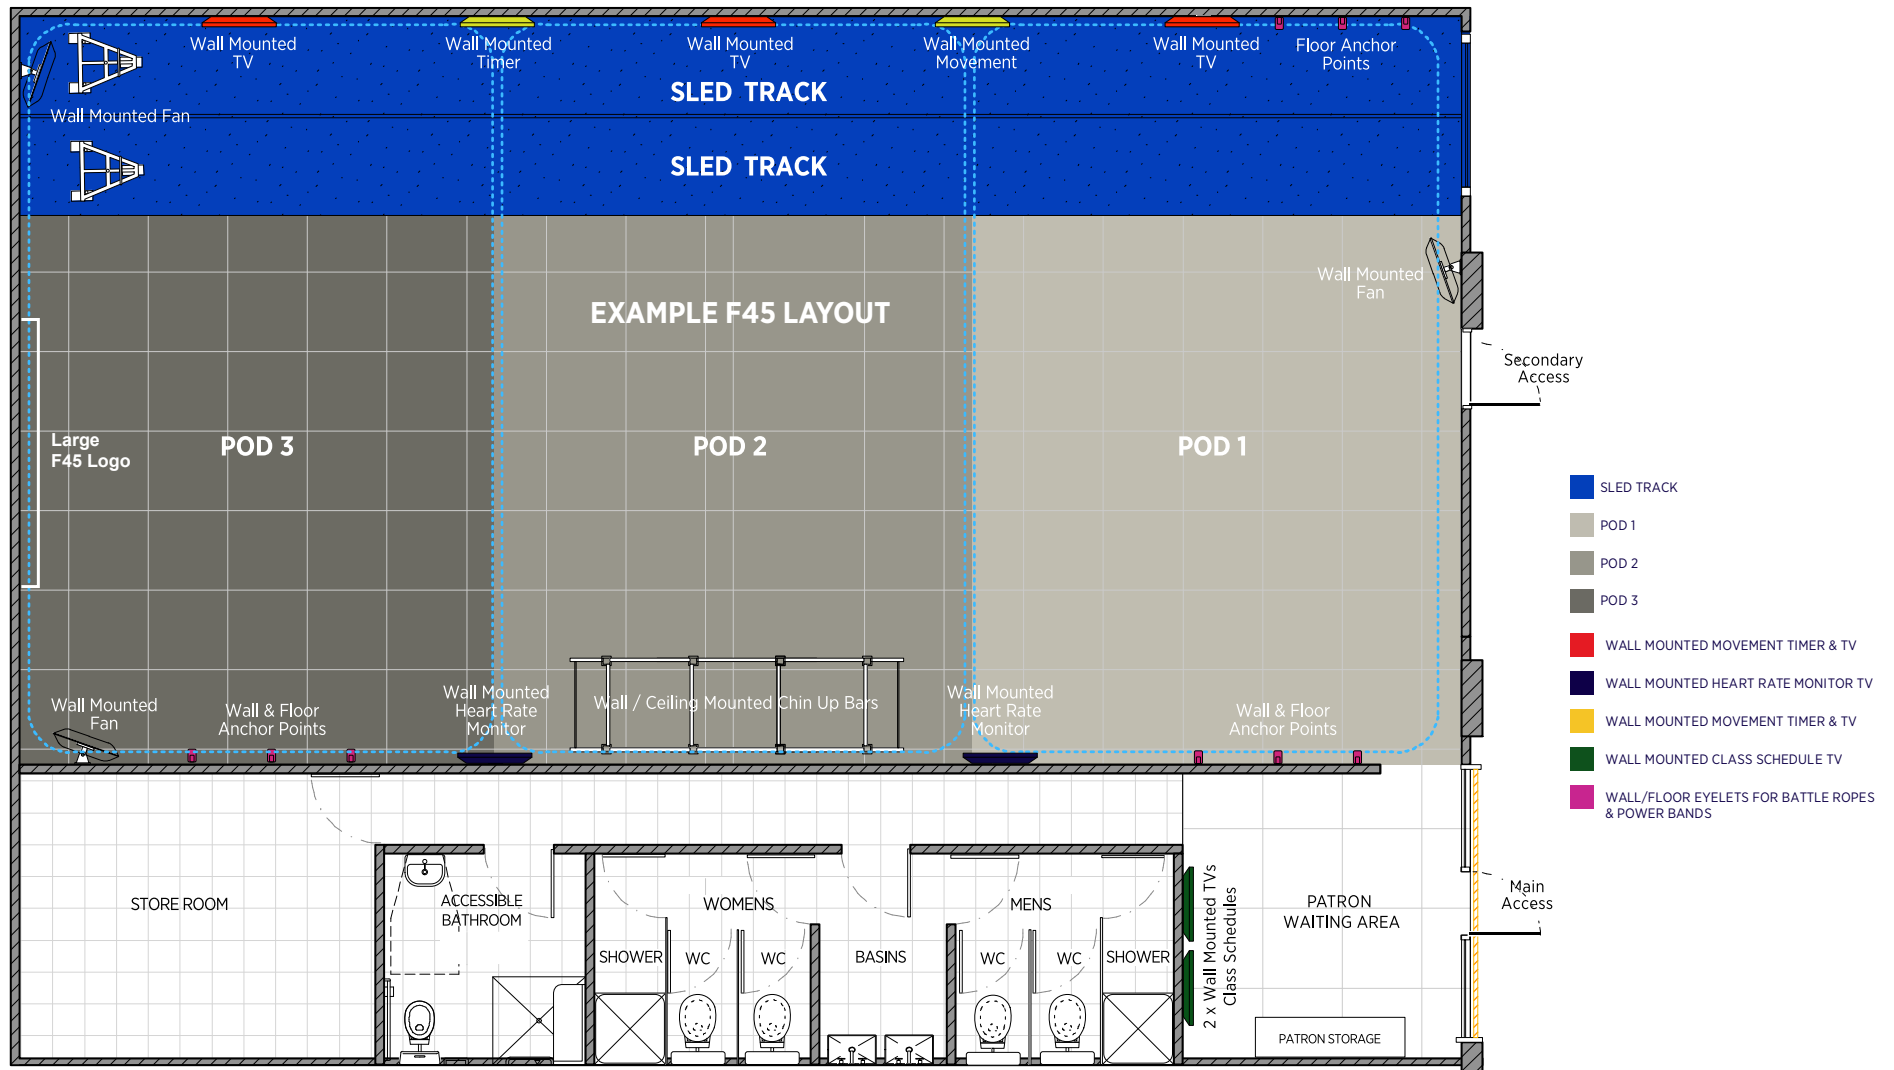 Wall Mounted
TV
Wall Mounted
Timer
Wall Mounted
TV
Wall Mounted
Movement
Wall Mounted
TV
Floor Anchor
Points
SLED TRACK
Wall Mounted Fan
SLED TRACK
Wall Mounted
Fan
EXAMPLE F45 LAYOUT
Secondary
Access
Large
F45 Logo
POD 3
POD 2
POD 1
SLED TRACK
POD 1
POD 2
POD 3
WALL MOUNTED MOVEMENT TIMER & TV
WALL MOUNTED HEART RATE MONITOR TV
WALL MOUNTED MOVEMENT TIMER & TV
WALL MOUNTED CLASS SCHEDULE TV
WALL/FLOOR EYELETS FOR BATTLE ROPES
& POWER BANDS
Wall Mounted
Fan
Wall & Floor
Anchor Points
Wall Mounted
Heart Rate
Monitor
Wall / Ceiling Mounted Chin Up Bars
Wall Mounted
Heart Rate
Monitor
Wall & Floor
Anchor Points
STORE ROOM
ACCESSIBLE
BATHROOM
WOMENS
MENS
2 x Wall Mounted TVs
Class Schedules
PATRON
WAITING AREA
Main
Access
SHOWER
WC
WC
BASINS
WC
WC
SHOWER
PATRON STORAGE